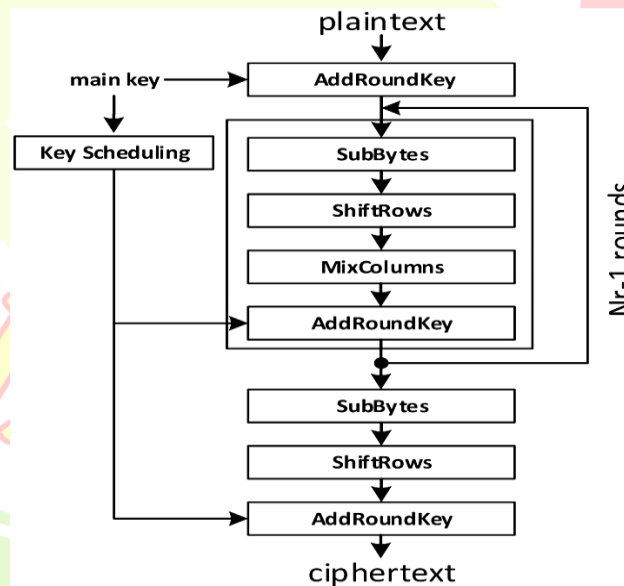 plaintext
main key
AddRoundKey
Key Scheduling
SubBytes
ShiftRows
MixColumns
AddRoundKey
Nr-1 rounds
SubBytes
ShiftRows
AddRoundKey
ciphertext